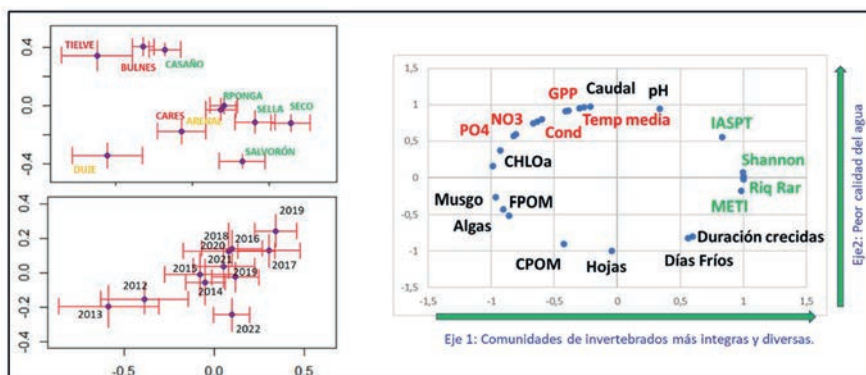 0.4
0.0
-0.4
TIELVE
BULNES
CASAÑO
RPONGA
CARES
ARENAL
SELLA
SECO
SALVORÓN
DUJE
0.4
0.2
0.0
-0.2
-0.4
2019
2018
2020
2016
2017
2015
2021
2019
2014
2012
2013
2022
-0.5
0.0
0.5
1,5
1
0,5
0
-0,5
-1
-1,5
-1,5
-1
-0,5
0
0,5
1
1,5
GPP
Caudal
pH
NO3
Temp media
PO4
Cond
IASPT
CHLOa
Shannon
Musgo
FPOM
Riq Rar
Algas
METI
CPOM
Hojas
Duración crecidas
Días Fríos
Eje 1: Comunidades de invertebrados más integras y diversas.
Eje2: Peor calidad del agua